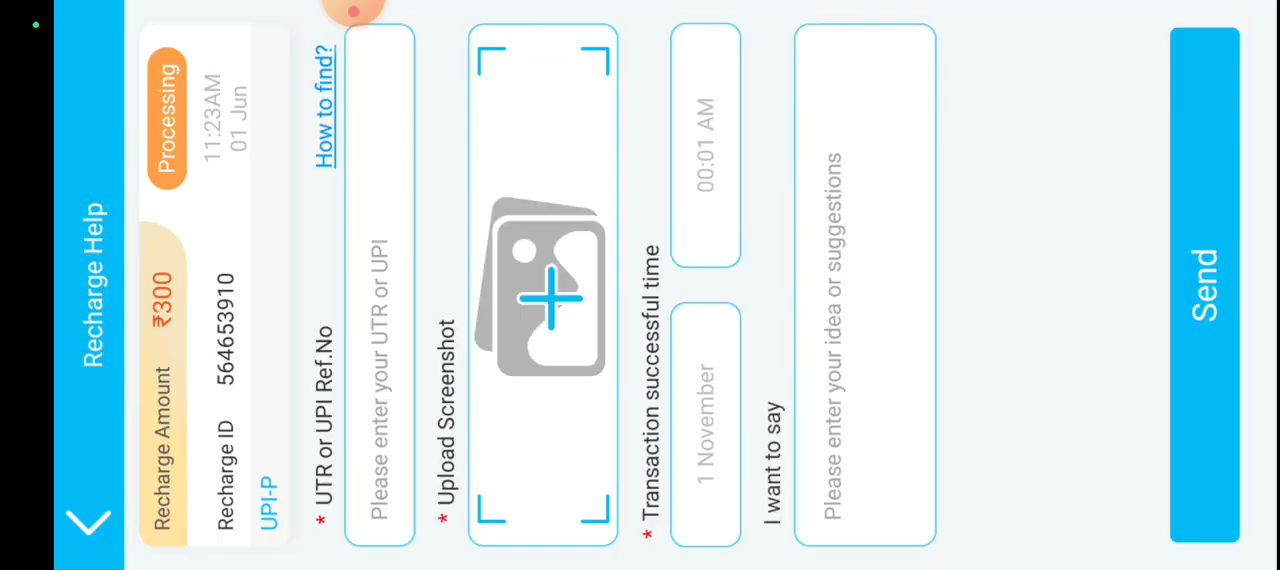 Recharge Help
Recharge Amount ₹300 Processing
Recharge ID 564653910 11:23AM
01 Jun
UPI-P
* UTR or UPI Ref.No How to find?
Please enter your UTR or UPI
* Upload Screenshot
* Transaction successful time
1 November 00:01 AM
I want to say
Please enter your idea or suggestions
Send